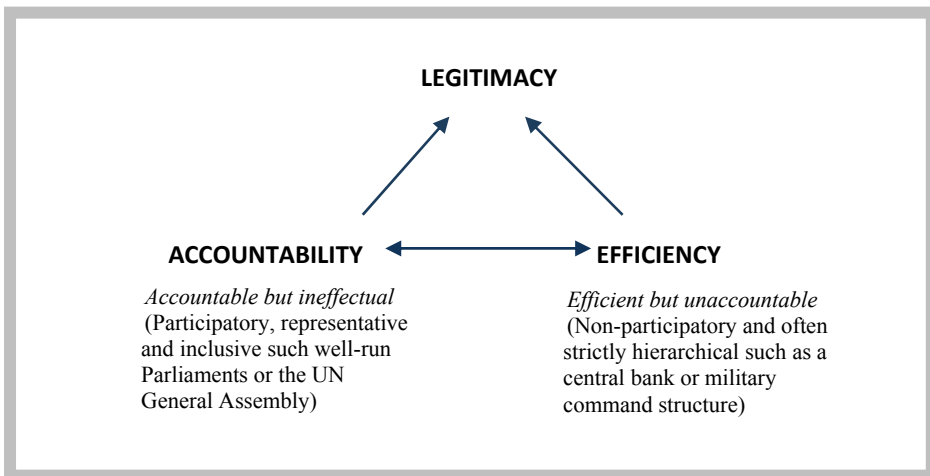 LEGITIMACY
ACCOUNTABILITY
Accountable but ineffectual
(Participatory, representative
and inclusive such well-run
Parliaments or the UN
General Assembly)
EFFICIENCY
Efficient but unaccountable
(Non-participatory and often
strictly hierarchical such as a
central bank or military
command structure)